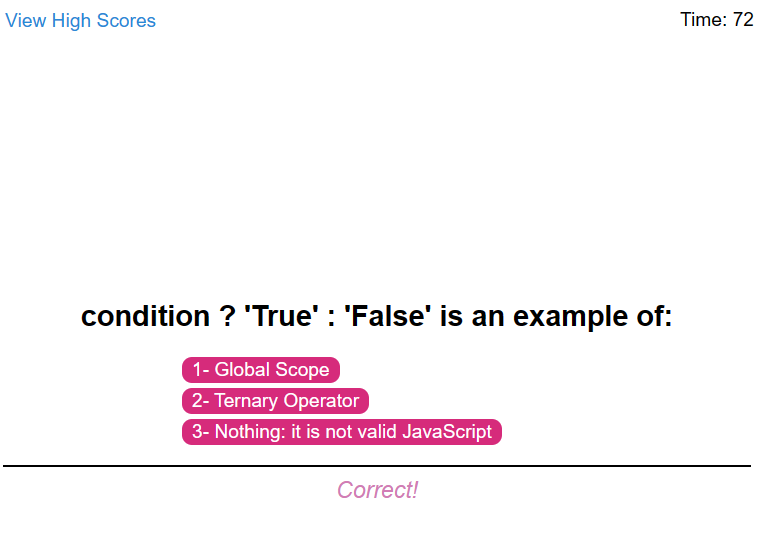 View High Scores
Time: 72
condition ? 'True' : 'False' is an example of:
1- Global Scope
2- Ternary Operator
3- Nothing: it is not valid JavaScript
Correct!